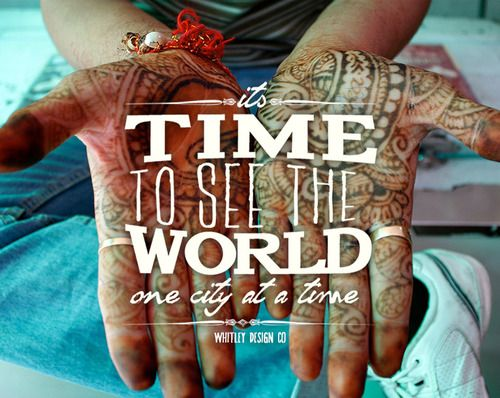 its
TIME
TO SEE THE
WORLD
one city at a time
WHITLEY DESIGN CO